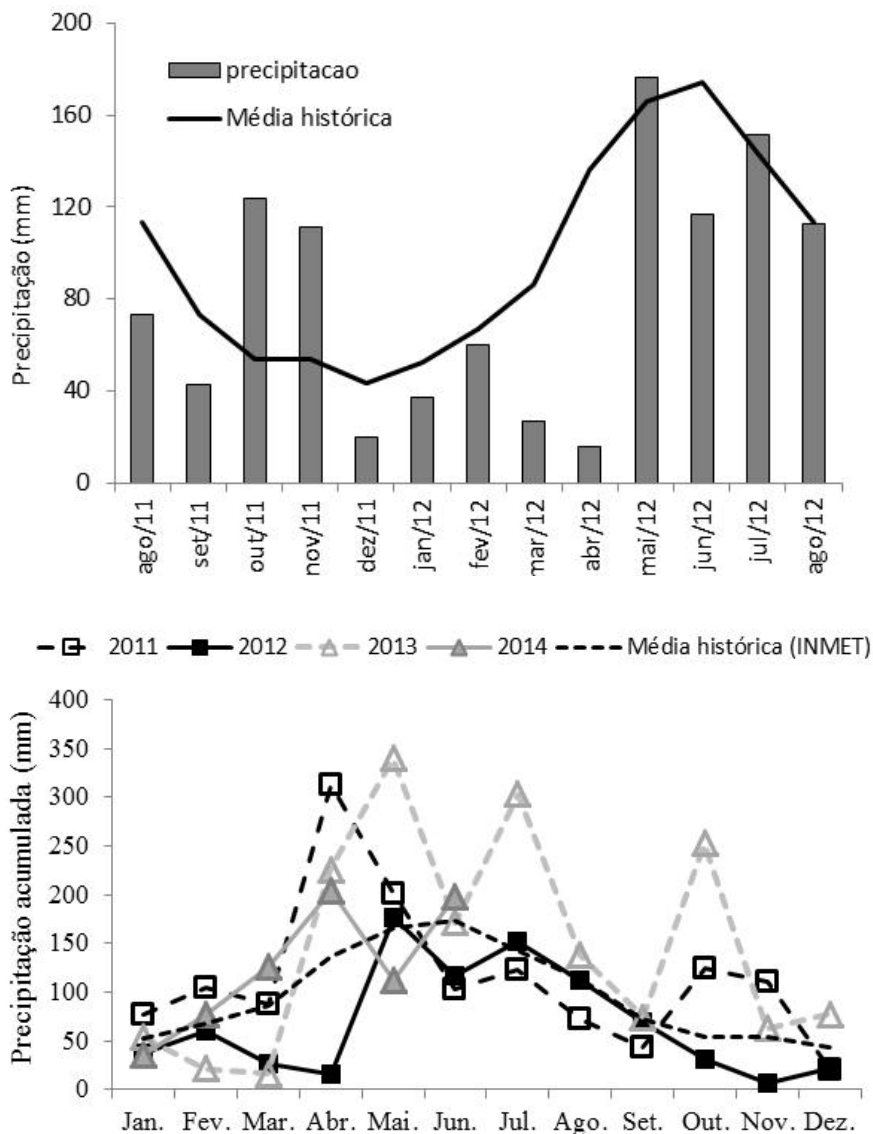 200
160
120
80
40
0
Precipitação (mm)
precipitacao
Média histórica
ago/11 set/11 out/11 nov/11 dez/11 jan/12 fev/12 mar/12 abr/12 mai/12 jun/12 jul/12 ago/12
2011 2012 2013 2014 Média histórica (INMET)
Precipitação acumulada (mm)
400
350
300
250
200
150
100
50
0
Jan. Fev. Mar. Abr. Mai. Jun. Jul. Ago. Set. Out. Nov. Dez.